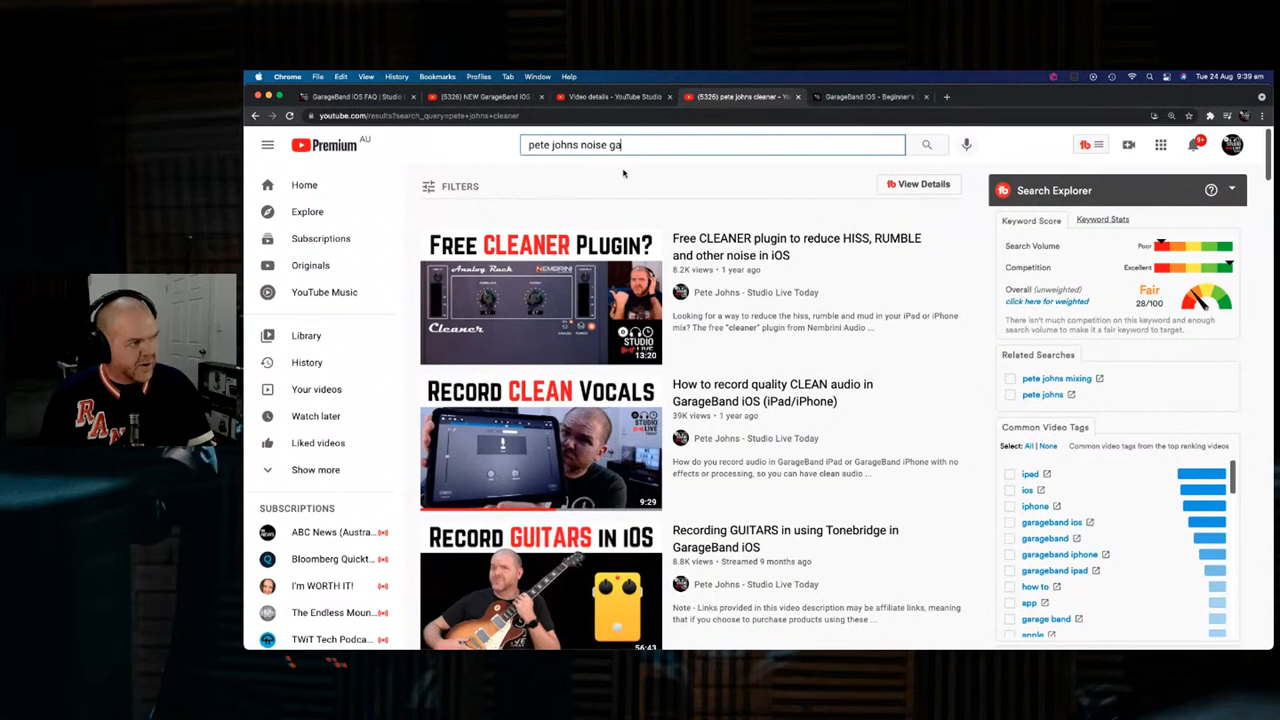 Chrome File Edit View History Bookmarks Profiles Tab Window Help
Tue 24 Aug 9:39 am
GarageBand iOS FAQ | Studio L
(5326) NEW GarageBand iOS
Video details - YouTube Studio
(5326) pete johns cleaner - Yo
GarageBand iOS - Beginner's
youtube.com/results?search_query=pete+johns+cleaner
Premium AU
pete johns noise ga
9+
Home
Explore
Subscriptions
Originals
YouTube Music
Library
History
Your videos
Watch later
Liked videos
Show more
SUBSCRIPTIONS
ABC News (Austra...
Bloomberg Quickt...
I'm WORTH IT!
The Endless Moun...
TWiT Tech Podca...
FILTERS
tb View Details
FREE CLEANER PLUGIN?
Analog Rack
NEMBRINI
Cleaner
STUDIO
LIVE
13:20
Free CLEANER plugin to reduce HISS, RUMBLE
and other noise in iOS
8.2K views • 1 year ago
Pete Johns - Studio Live Today
Looking for a way to reduce the hiss, rumble and mud in your iPad or iPhone
mix? The free "cleaner" plugin from Nembrini Audio ...
RECORD CLEAN VOCALS
STUDIO
LIVE
9:29
How to record quality CLEAN audio in
GarageBand iOS (iPad/iPhone)
39K views • 1 year ago
Pete Johns - Studio Live Today
How do you record audio in GarageBand iPad or GarageBand iPhone with no
effects or processing, so you can have clean audio ...
RECORD GUITARS IN IOS
56:43
Recording GUITARS in using Tonebridge in
GarageBand iOS
8.8K views • Streamed 9 months ago
Pete Johns - Studio Live Today
Note - Links provided in this video description may be affiliate links, meaning
that if you choose to purchase products using these ...
tb Search Explorer
Keyword Score Keyword Stats
Search Volume Poor
Competition Excellent
Overall (unweighted)
click here for weighted
Fair
28/100
There isn't much competition on this keyword and enough
search volume to make it a fair keyword to target.
Related Searches
pete johns mixing
pete johns
Common Video Tags
Select: All | None Common video tags from the top ranking videos
ipad
ios
iphone
garageband ios
garageband
garageband iphone
garageband ipad
how to
app
garage band
apple
RAN